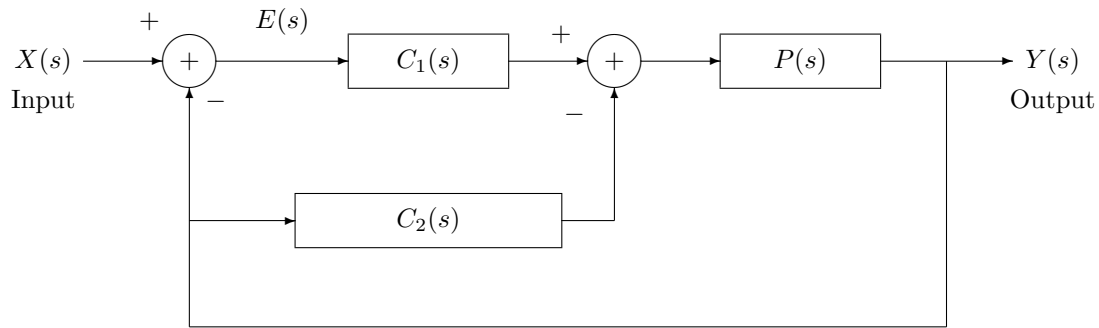 +
E(s)
X(s)
+
C₁(s)
+
+
P(s)
Y(s)
Input
−
−
Output
C₂(s)